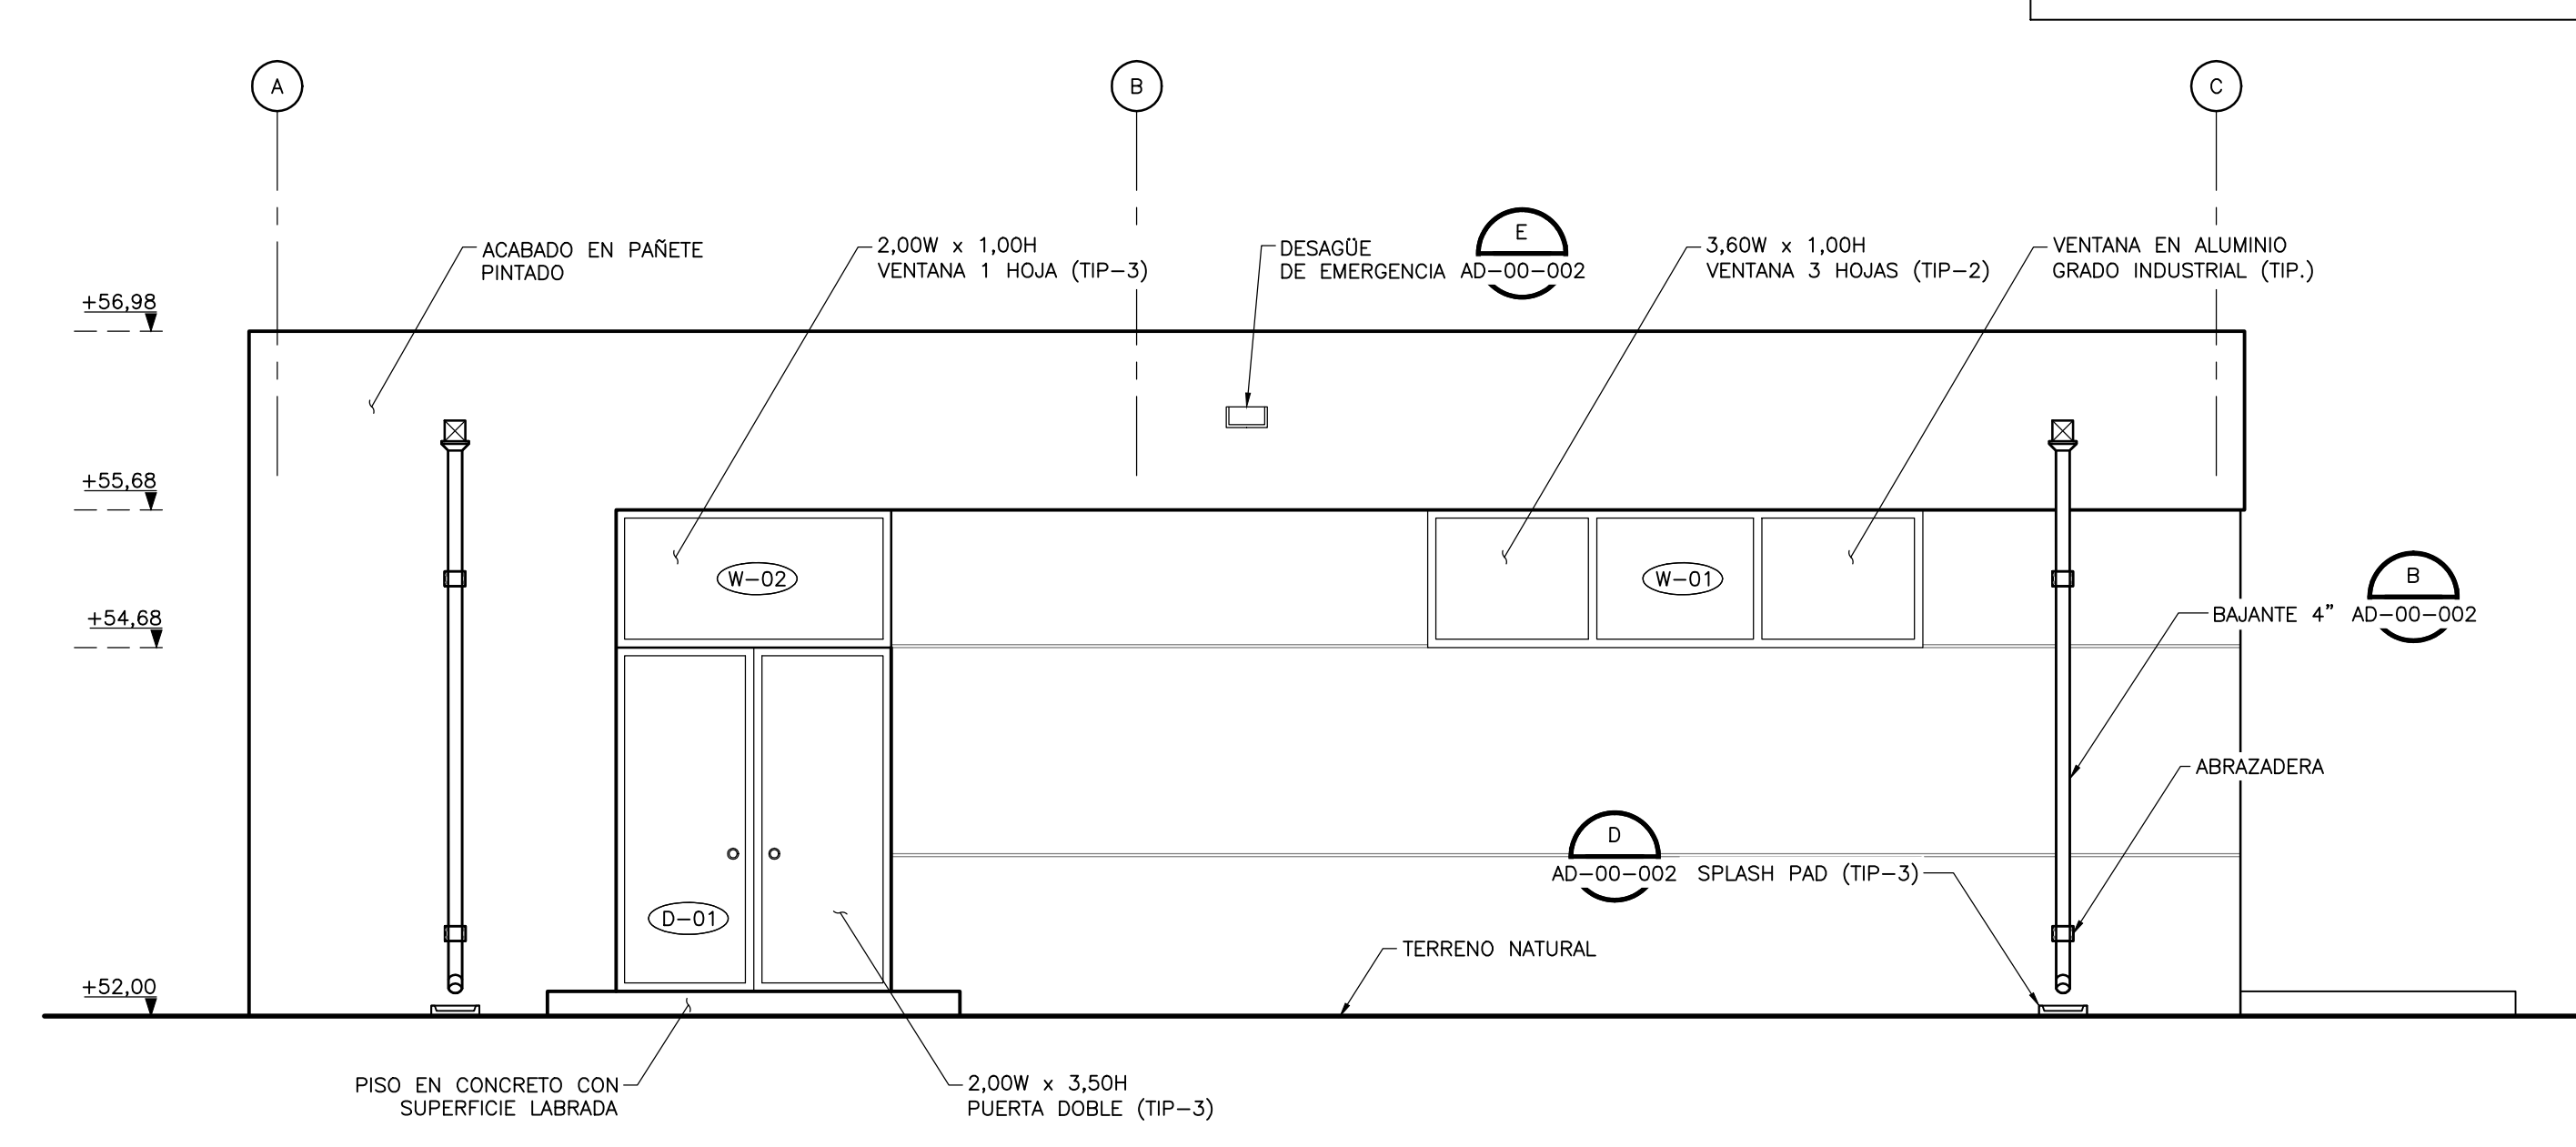 A
B
C
ACABADO EN PAÑETE
PINTADO
2,00W x 1,00H
VENTANA 1 HOJA (TIP-3)
DESAGÜE
DE EMERGENCIA
E
AD-00-002
3,60W x 1,00H
VENTANA 3 HOJAS (TIP-2)
VENTANA EN ALUMINIO
GRADO INDUSTRIAL (TIP.)
+56,98
+55,68
+54,68
+52,00
W-02
W-01
B
BAJANTE 4” AD-00-002
ABRAZADERA
D
AD-00-002 SPLASH PAD (TIP-3)
D-01
TERRENO NATURAL
PISO EN CONCRETO CON
SUPERFICIE LABRADA
2,00W x 3,50H
PUERTA DOBLE (TIP-3)